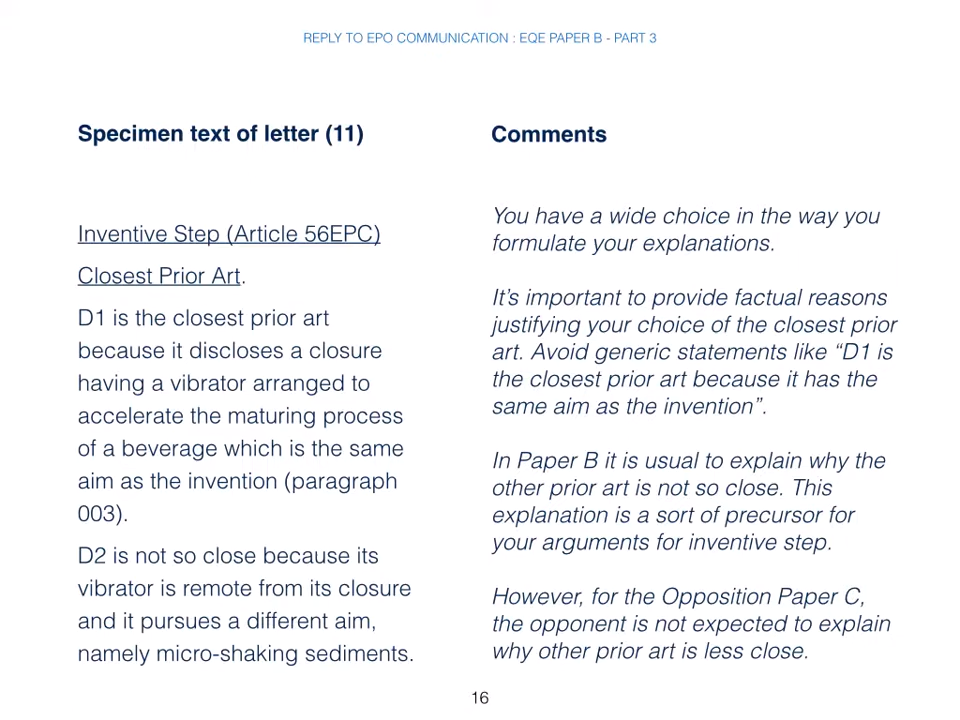 REPLY TO EPO COMMUNICATION : EQE PAPER B - PART 3
Specimen text of letter (11)
Inventive Step (Article 56EPC)
Closest Prior Art.
D1 is the closest prior art
because it discloses a closure
having a vibrator arranged to
accelerate the maturing process
of a beverage which is the same
aim as the invention (paragraph
003).
D2 is not so close because its
vibrator is remote from its closure
and it pursues a different aim,
namely micro-shaking sediments.
Comments
You have a wide choice in the way you
formulate your explanations.
It's important to provide factual reasons
justifying your choice of the closest prior
art. Avoid generic statements like “D1 is
the closest prior art because it has the
same aim as the invention”.
In Paper B it is usual to explain why the
other prior art is not so close. This
explanation is a sort of precursor for
your arguments for inventive step.
However, for the Opposition Paper C,
the opponent is not expected to explain
why other prior art is less close.
16